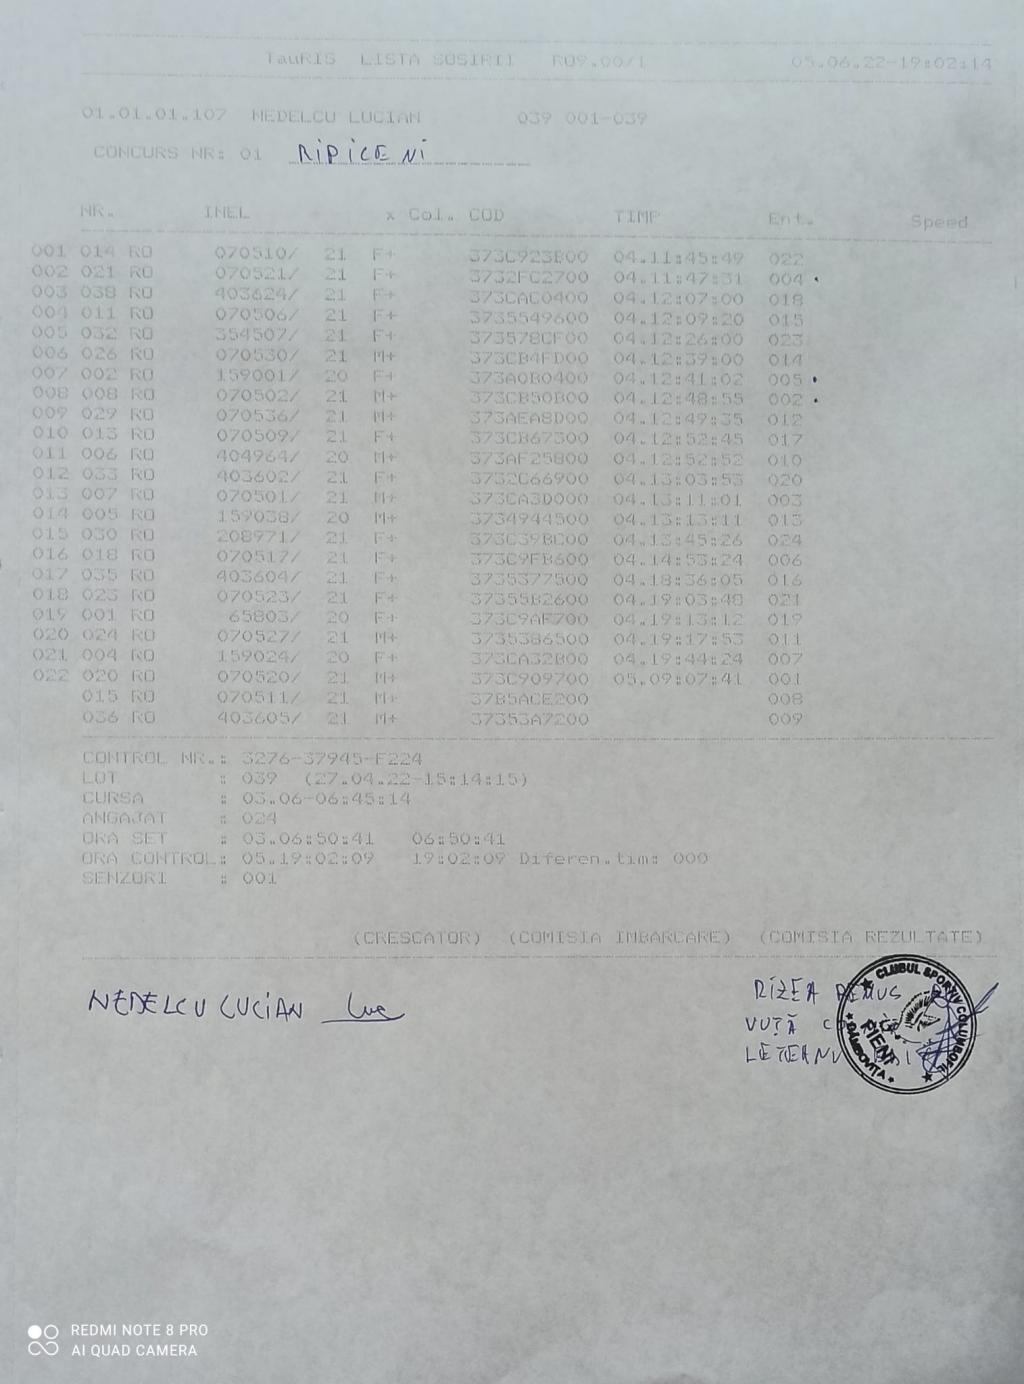 TauRIS LISTA SOSIRII R09.00/1 05.06.22-19:02:14
01.01.01.107 NEDELCU LUCIAN 039 001-039
CONCURS NR: 01 RIPICENI
NR. INEL x Col. COD TIMP Ent. Speed
001 014 RO 070510/ 21 F+ 373C923B00 04.11:45:49 022
002 021 RO 070521/ 21 F+ 3732FC2700 04.11:47:31 004 .
003 038 RO 403624/ 21 F+ 373CAC0400 04.12:07:00 018
004 011 RO 070506/ 21 F+ 3735549600 04.12:09:20 015
005 032 RO 354507/ 21 F+ 373578CF00 04.12:26:00 023
006 026 RO 070530/ 21 M+ 373CB4FD00 04.12:39:00 014
007 002 RO 159001/ 20 F+ 373A0B0400 04.12:41:02 005 .
008 008 RO 070502/ 21 M+ 373CB50B00 04.12:48:55 002 .
009 029 RO 070536/ 21 M+ 373AEA8D00 04.12:49:35 012
010 013 RO 070509/ 21 F+ 373CB67300 04.12:52:45 017
011 006 RO 404964/ 20 M+ 373AF25800 04.12:52:52 010
012 033 RO 403602/ 21 F+ 3732C66900 04.13:03:53 020
013 007 RO 070501/ 21 M+ 373CA3D000 04.13:11:01 003
014 005 RO 159038/ 20 M+ 3734944500 04.13:13:11 013
015 030 RO 208971/ 21 F+ 373C39BC00 04.13:45:26 024
016 018 RO 070517/ 21 F+ 373C9FB600 04.14:53:24 006
017 035 RO 403604/ 21 F+ 3735377500 04.18:36:05 016
018 023 RO 070523/ 21 F+ 37355B2600 04.19:03:48 021
019 001 RO 65803/ 20 F+ 373C9AF700 04.19:13:12 019
020 024 RO 070527/ 21 M+ 3735386500 04.19:17:53 011
021 004 RO 159024/ 20 F+ 373CA32B00 04.19:44:24 007
022 020 RO 070520/ 21 M+ 373C909700 05.09:07:41 001
015 RO 070511/ 21 M+ 37B5ACE200 008
036 RO 403605/ 21 M+ 37353A7200 009
CONTROL NR.: 3276-37945-F224
LOT : 039 (27.04.22-15:14:15)
CURSA : 03.06-06:45:14
ANGAJAT : 024
ORA SET : 03.06:50:41 06:50:41
ORA CONTROL: 05.19:02:09 19:02:09 Diferen.tim: 000
SENZORI : 001
(CRESCATOR) (COMISIA IMBARCARE) (COMISIA REZULTATE)
NEDELCU LUCIAN
RIZEA REMUS
VUȚĂ
LETEANU
CLUBUL SPORTIV COLUMBOFIL
DÂMBOVIȚA
REDMI NOTE 8 PRO
AI QUAD CAMERA